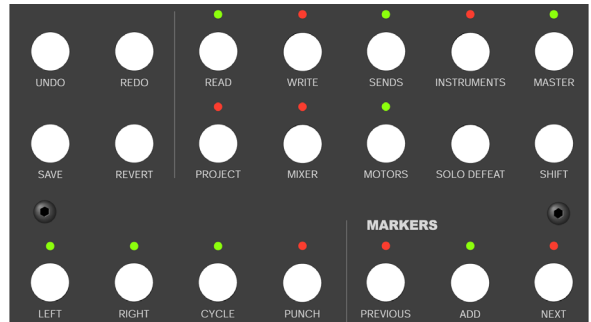 UNDO REDO READ WRITE SENDS INSTRUMENTS MASTER
SAVE REVERT PROJECT MIXER MOTORS SOLO DEFEAT SHIFT
MARKERS
LEFT RIGHT CYCLE PUNCH PREVIOUS ADD NEXT